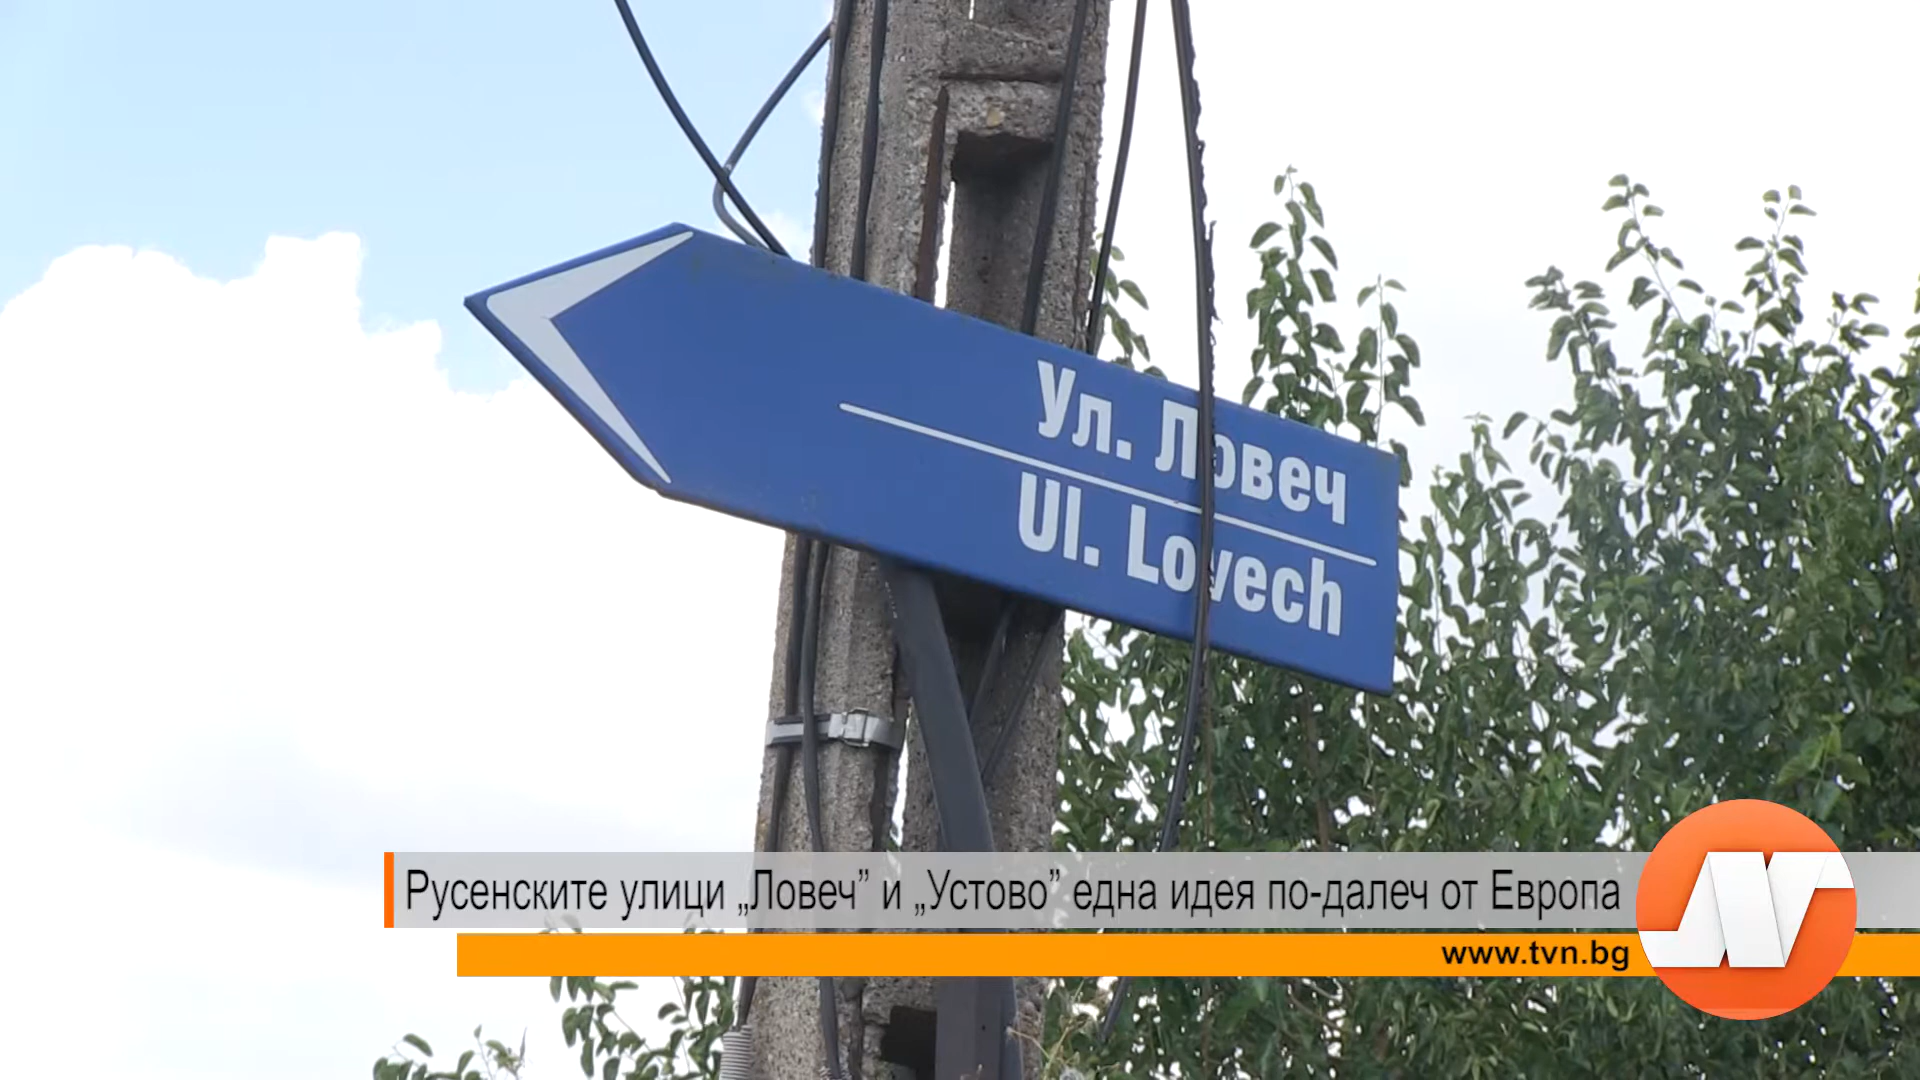 Ул. Ловеч
Ul. Lovech
Русенските улици „Ловеч” и „Устово” една идея по-далеч от Европа
www.tvn.bg